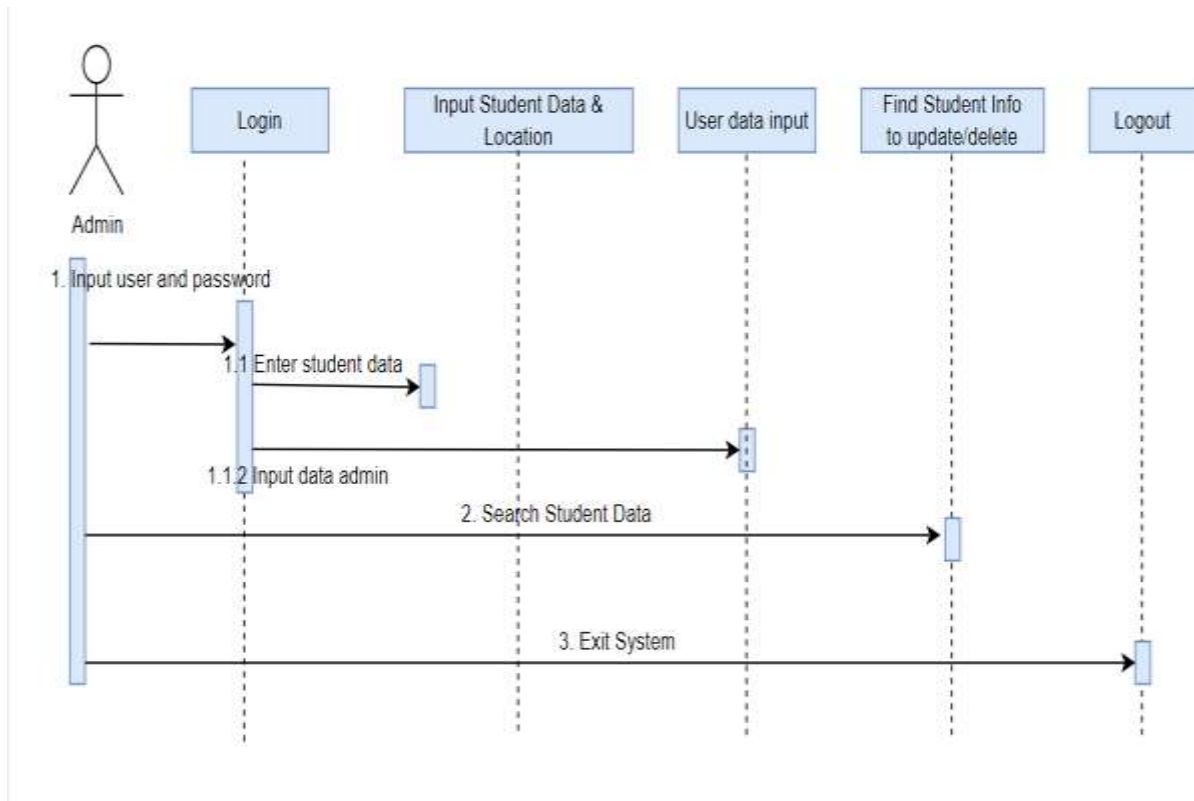 Login
Input Student Data &
Location
User data input
Find Student Info
to update/delete
Logout
Admin
1. Input user and password
1.1 Enter student data
1.1.2 Input data admin
2. Search Student Data
3. Exit System